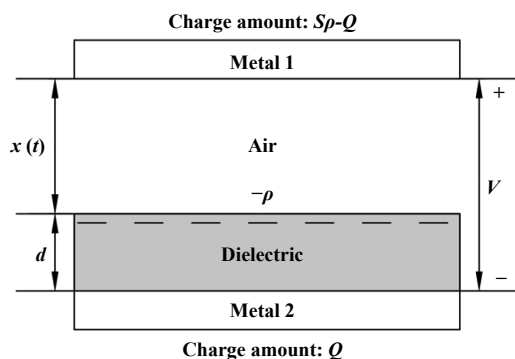 Charge amount: Sρ-Q
Metal 1
+
x (t)
Air
V
−ρ
d
Dielectric
−
Metal 2
Charge amount: Q